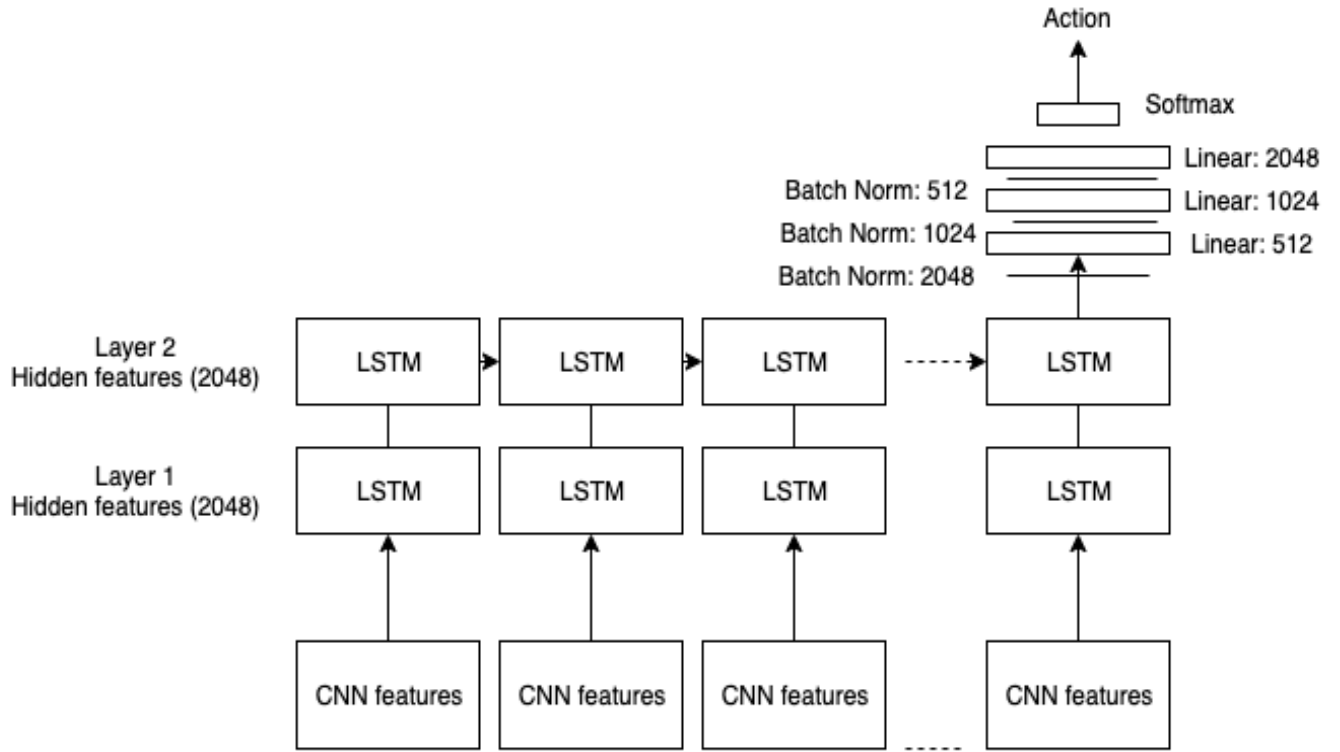 Action
Softmax
Linear: 2048
Batch Norm: 512
Linear: 1024
Batch Norm: 1024
Linear: 512
Batch Norm: 2048
Layer 2
Hidden features (2048)
LSTM
LSTM
LSTM
LSTM
Layer 1
Hidden features (2048)
LSTM
LSTM
LSTM
LSTM
CNN features
CNN features
CNN features
CNN features